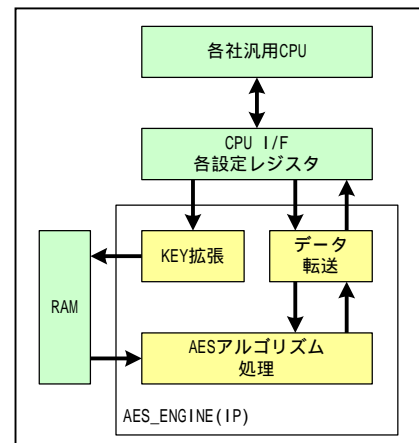 各社汎用CPU
CPU I/F
各設定レジスタ
KEY拡張
データ
転送
RAM
AESアルゴリズム
処理
AES_ENGINE(IP)